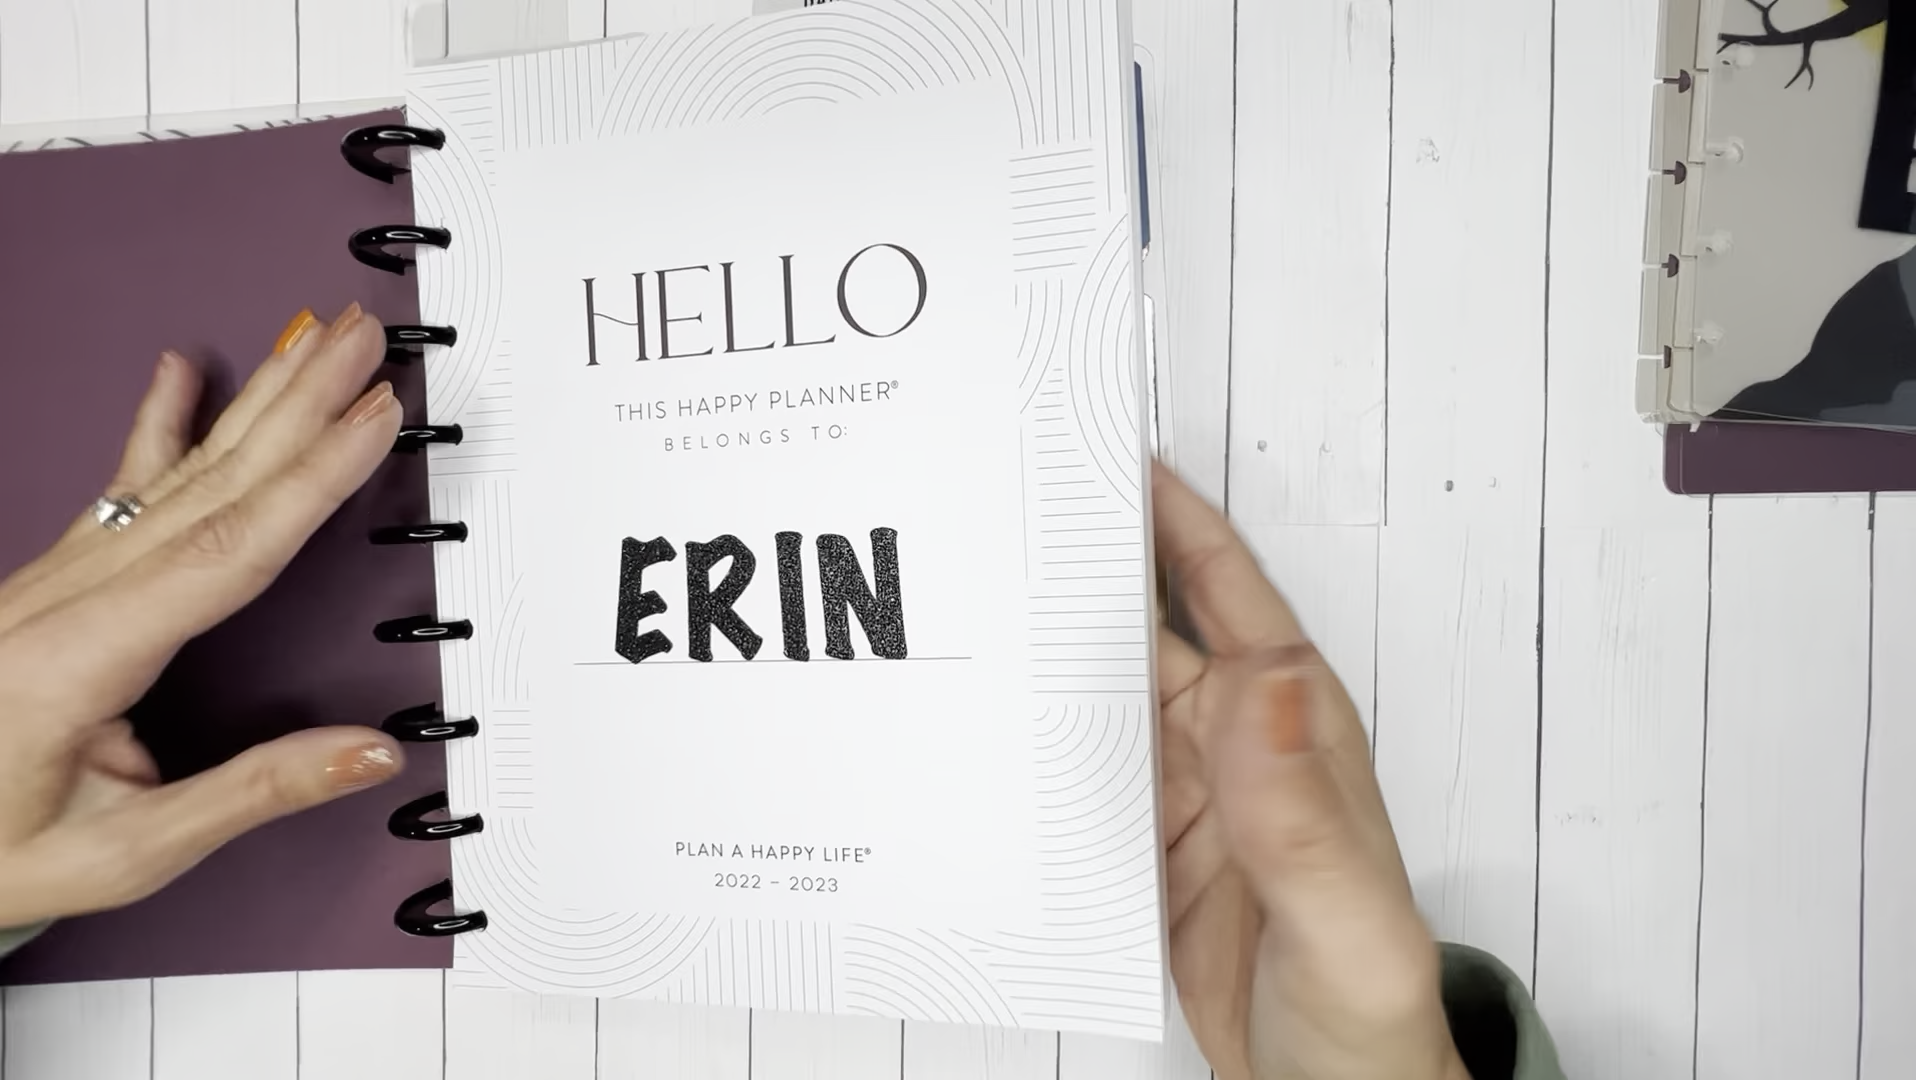 HELLO
THIS HAPPY PLANNER®
BELONGS TO:
ERIN
PLAN A HAPPY LIFE®
2022 – 2023